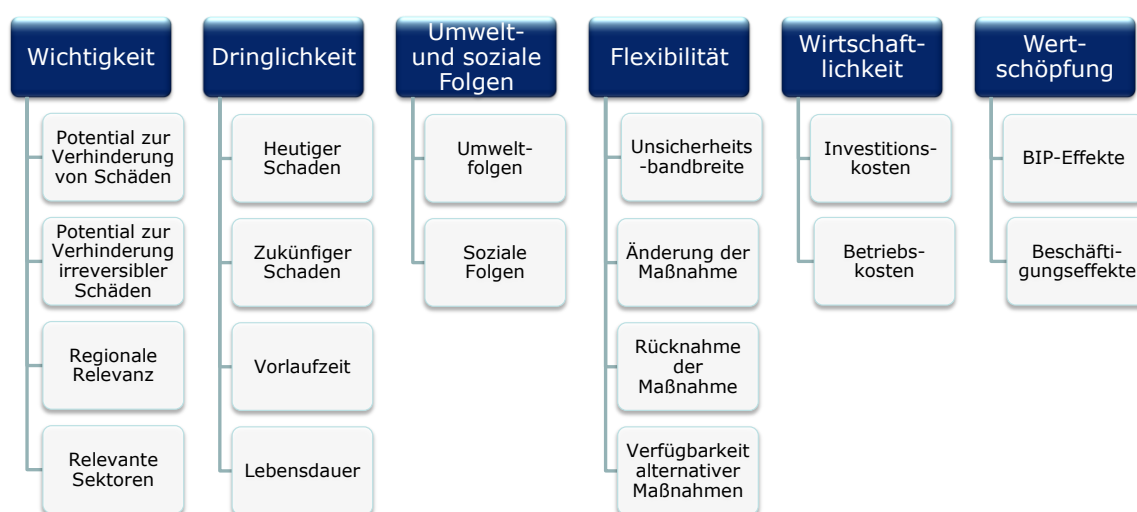 Wichtigkeit
Potential zur
Verhinderung
von Schäden
Potential zur
Verhinderung
irreversibler
Schäden
Regionale
Relevanz
Relevante
Sektoren
Dringlichkeit
Heutiger
Schaden
Zukünfiger
Schaden
Vorlaufzeit
Lebensdauer
Umwelt-
und soziale
Folgen
Umwelt-
folgen
Soziale
Folgen
Flexibilität
Unsicherheits
-bandbreite
Änderung der
Maßnahme
Rücknahme
der
Maßnahme
Verfügbarkeit
alternativer
Maßnahmen
Wirtschaft-
lichkeit
Investitions-
kosten
Betriebs-
kosten
Wert-
schöpfung
BIP-Effekte
Beschäfti-
gungseffekte